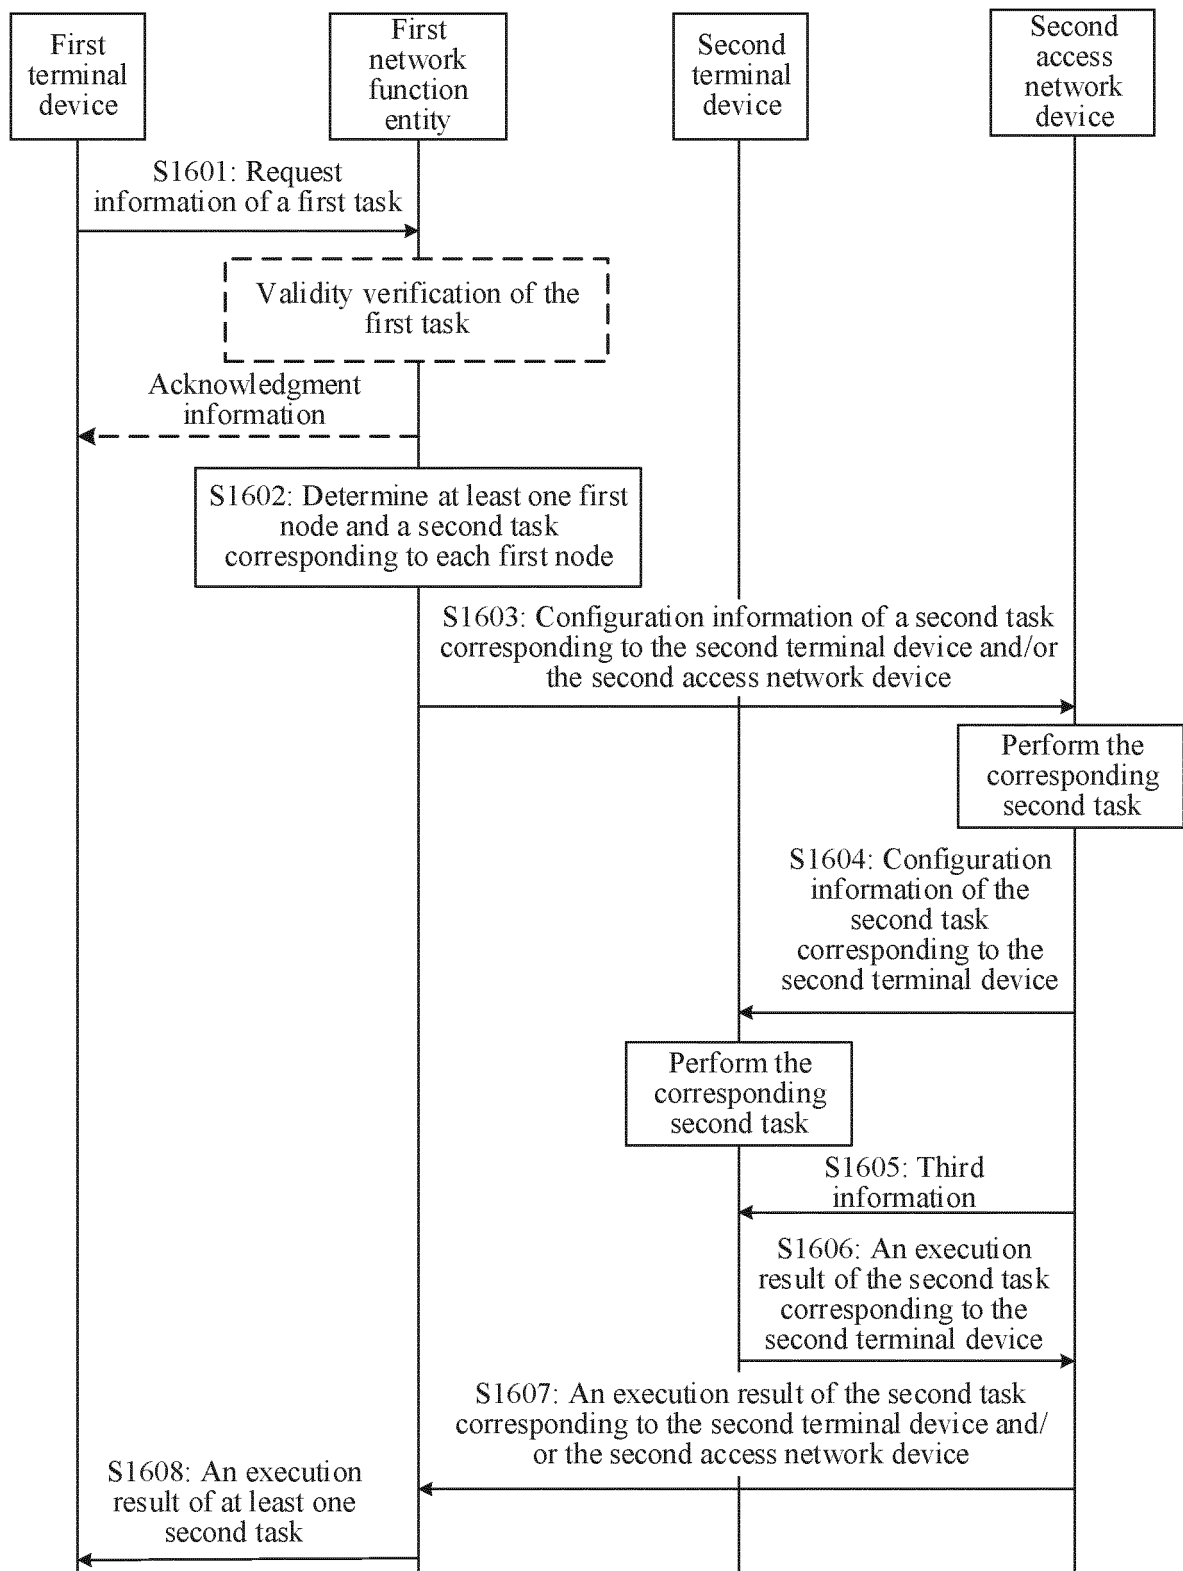 First
terminal
device
First
network
function
entity
Second
terminal
device
Second
access
network
device
S1601: Request
information of a first task
Validity verification of the
first task
Acknowledgment
information
S1602: Determine at least one first
node and a second task
corresponding to each first node
S1603: Configuration information of a second task
corresponding to the second terminal device and/or
the second access network device
Perform the
corresponding
second task
S1604: Configuration
information of the
second task
corresponding to the
second terminal device
Perform the
corresponding
second task
S1605: Third
information
S1606: An execution
result of the second task
corresponding to the
second terminal device
S1607: An execution result of the second task
corresponding to the second terminal device and/
or the second access network device
S1608: An execution
result of at least one
second task